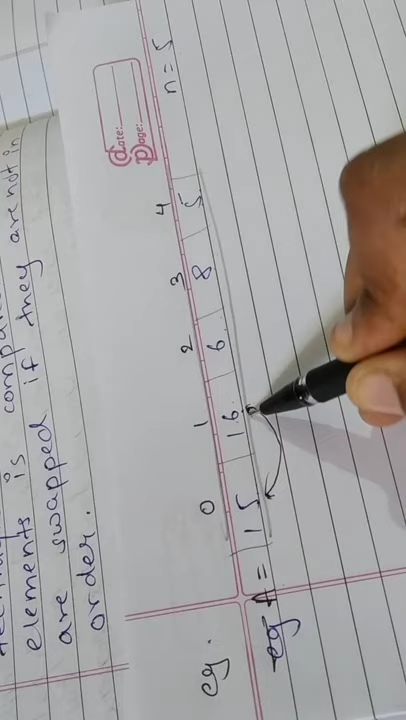 compar
elements is
are swapped if they are not in
order.
Date:
Page:
eg.
0 1 2 3 4 n = 5
eg A = 15 16 6 8 5